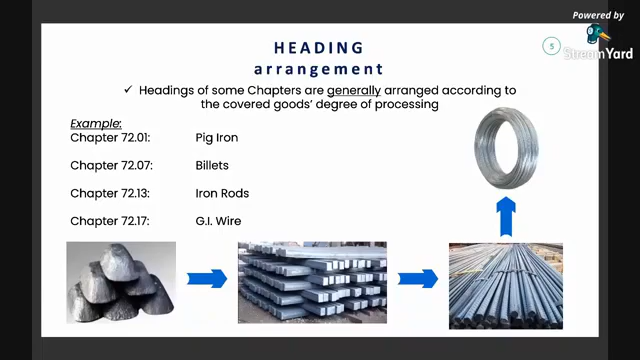 Powered by
StreamYard
5
HEADING
arrangement
✓ Headings of some Chapters are generally arranged according to
the covered goods' degree of processing
Example:
Chapter 72.01: Pig Iron
Chapter 72.07: Billets
Chapter 72.13: Iron Rods
Chapter 72.17: G.I. Wire